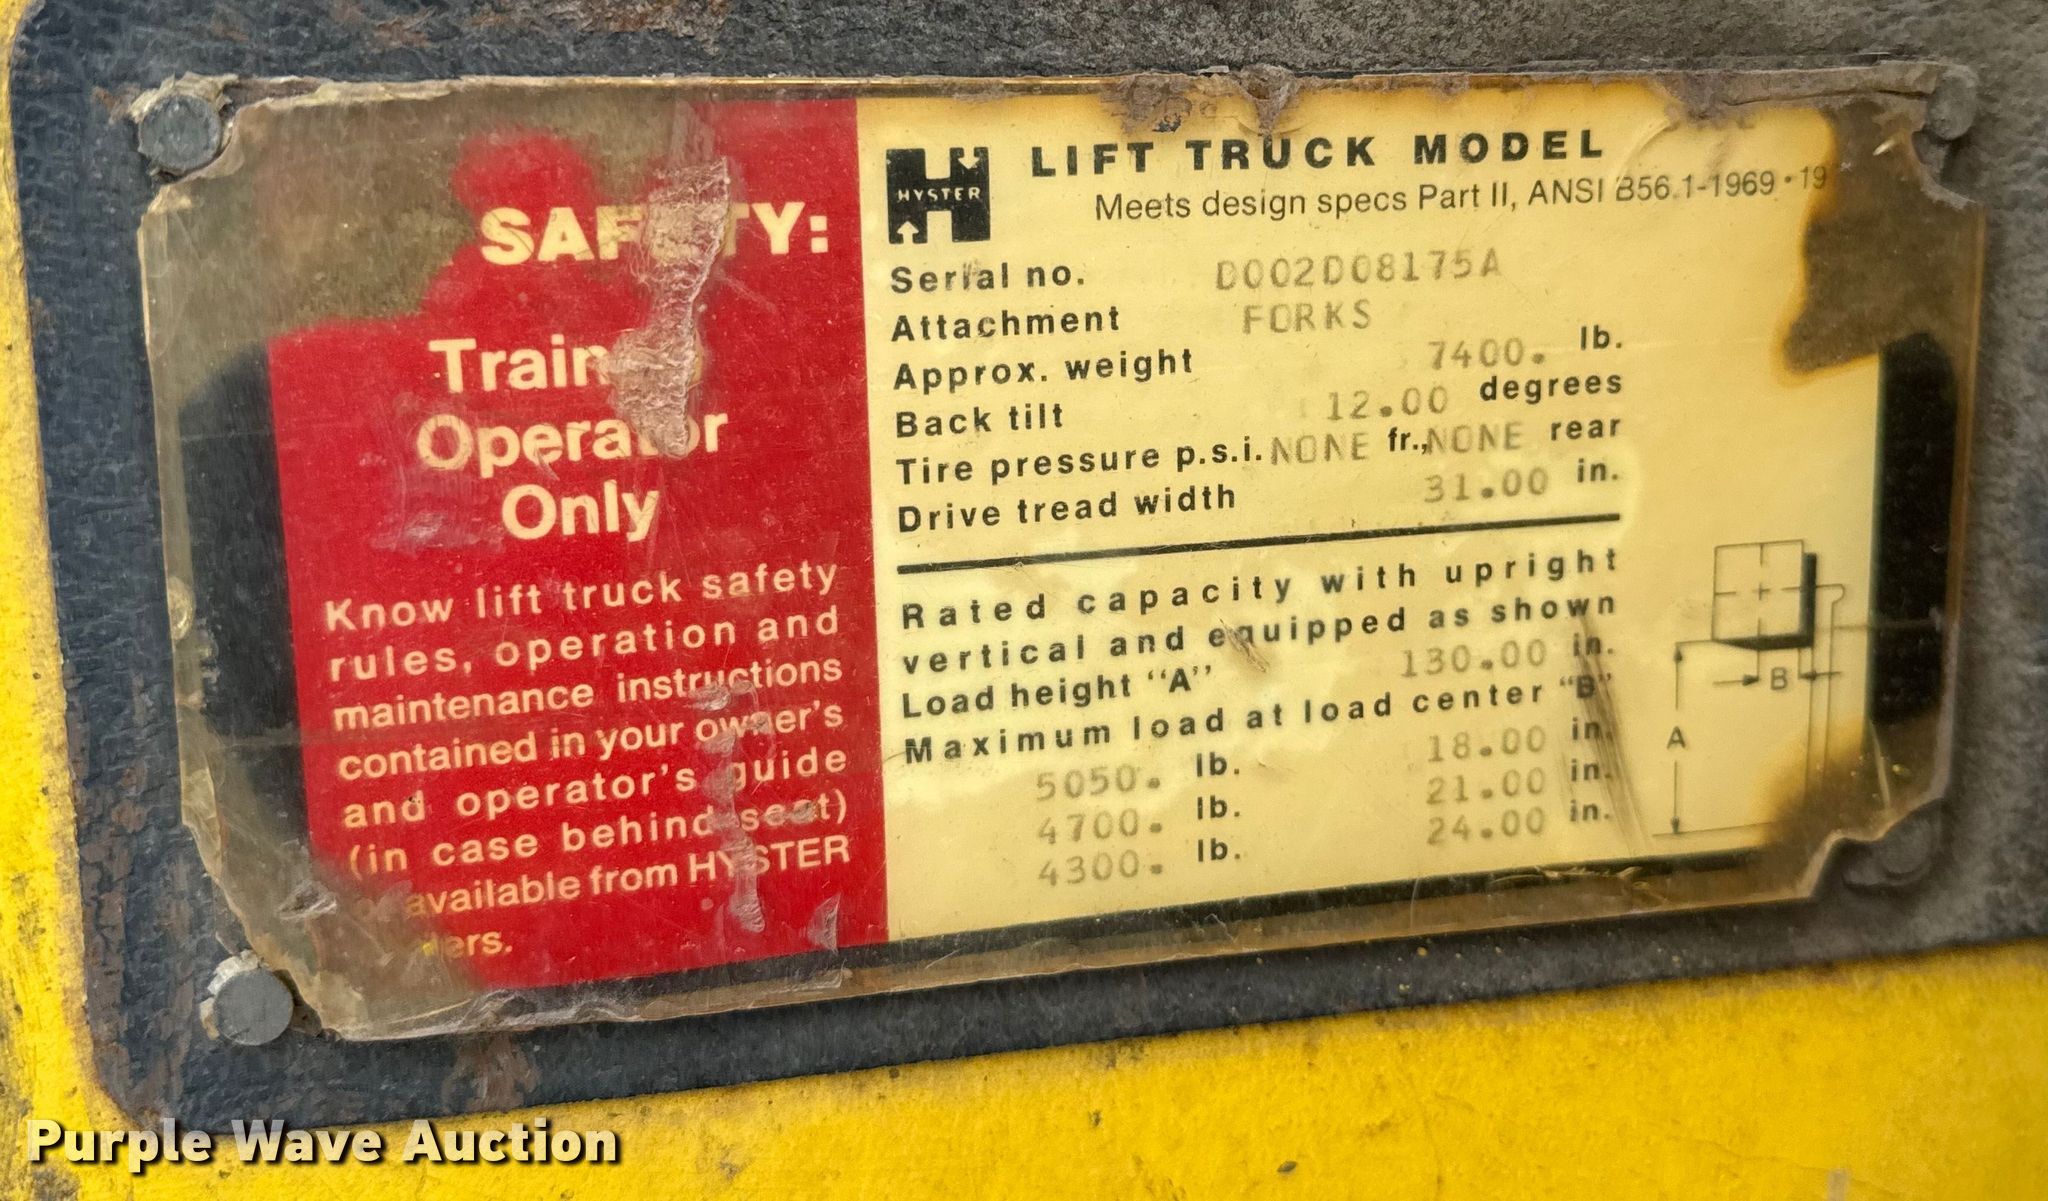 SAFETY:
Trained
Operator
Only
Know lift truck safety
rules, operation and
maintenance instructions
contained in your owner's
and operator's guide
(in case behind seat)
available from HYSTER
HYSTER
LIFT TRUCK MODEL
Meets design specs Part II, ANSI B56.1-1969 • 19
Serial no. D002D08175A
Attachment FORKS
Approx. weight 7400. lb.
Back tilt 12.00 degrees
Tire pressure p.s.i. NONE fr., NONE rear
Drive tread width 31.00 in.
Rated capacity with upright
vertical and equipped as shown
Load height "A" 130.00 in.
Maximum load at load center "B"
5050. lb. 18.00 in.
4700. lb. 21.00 in.
4300. lb. 24.00 in.
B
A
Purple Wave Auction